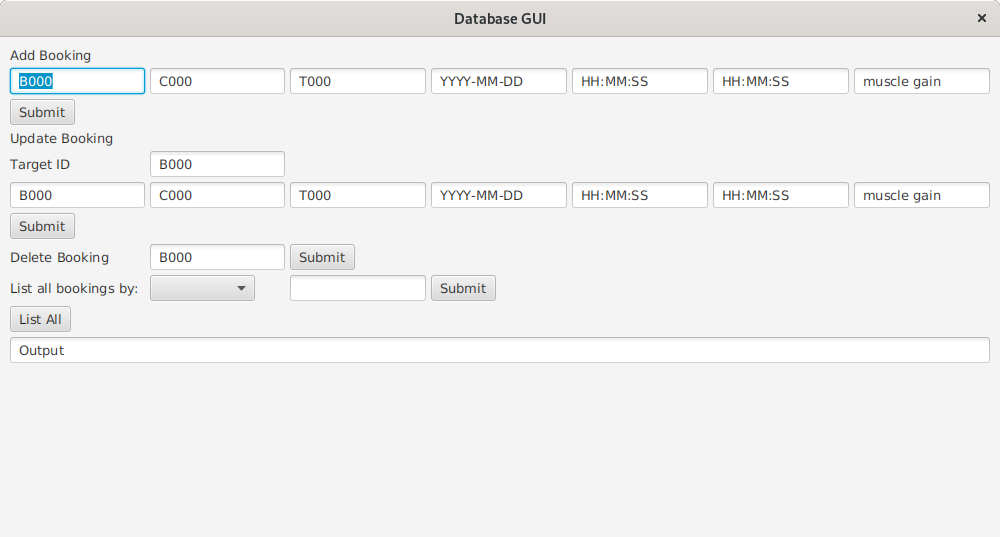 Database GUI ×
Add Booking
B000 C000 T000 YYYY-MM-DD HH:MM:SS HH:MM:SS muscle gain
Submit
Update Booking
Target ID B000
B000 C000 T000 YYYY-MM-DD HH:MM:SS HH:MM:SS muscle gain
Submit
Delete Booking B000 Submit
List all bookings by: Submit
List All
Output